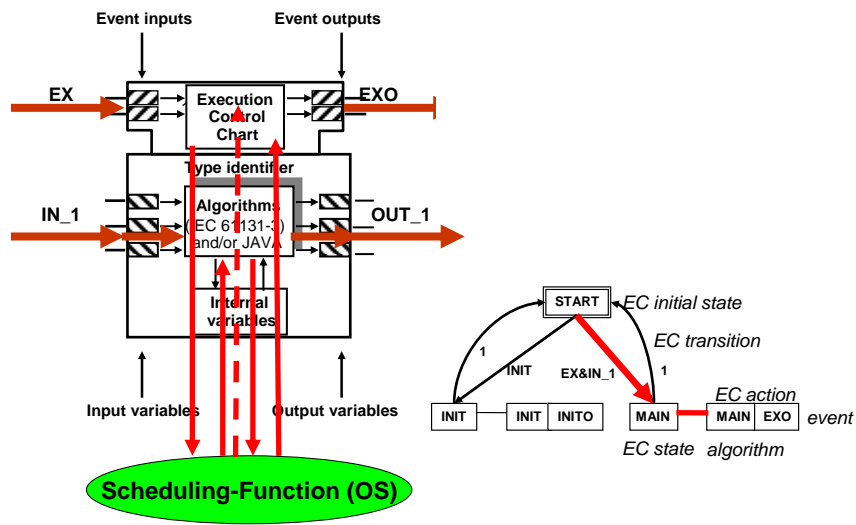 Event inputs
Event outputs
EX
EXO
Execution
Control
Chart
Type identifier
IN_1
OUT_1
Algorithms
(IEC 61131-3)
and/or JAVA
Internal
variables
Input variables
Output variables
Scheduling-Function (OS)
START
EC initial state
1
INIT
EC transition
EX&IN_1
1
EC action
INIT
INIT
INITO
MAIN
MAIN
EXO
event
EC state
algorithm